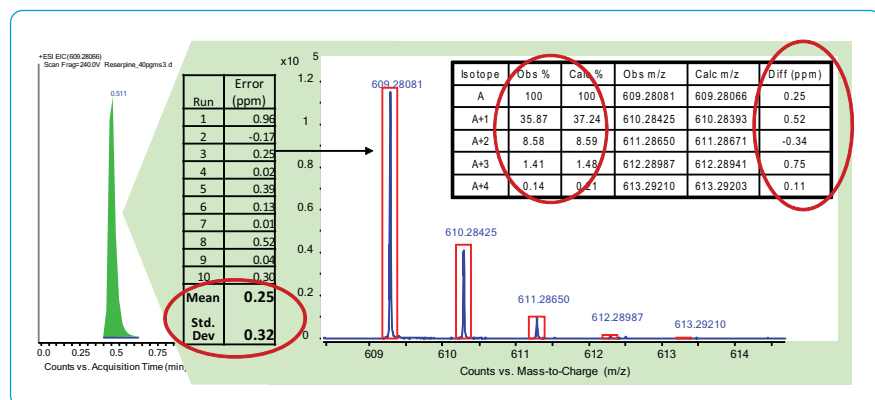 +ESI EIC(609.28066)
Scan Frag=240.0V Reserpine_40pgms3.d
0.511
0.0 0.25 0.5 0.75
Counts vs. Acquisition Time (min)
Run Error (ppm)
1 0.96
2 -0.17
3 0.25
4 0.02
5 0.39
6 0.13
7 0.01
8 0.52
9 0.04
10 0.30
Mean 0.25
Std. Dev 0.32
x10 5
1.2
1
0.8
0.6
0.4
0.2
0
609.28081
610.28425
611.28650
612.28987
613.29210
609 610 611 612 613 614
Counts vs. Mass-to-Charge (m/z)
Isotope Obs % Calc % Obs m/z Calc m/z Diff (ppm)
A 100 100 609.28081 609.28066 0.25
A+1 35.87 37.24 610.28425 610.28393 0.52
A+2 8.58 8.59 611.28650 611.28671 -0.34
A+3 1.41 1.48 612.28987 612.28941 0.75
A+4 0.14 0.21 613.29210 613.29203 0.11